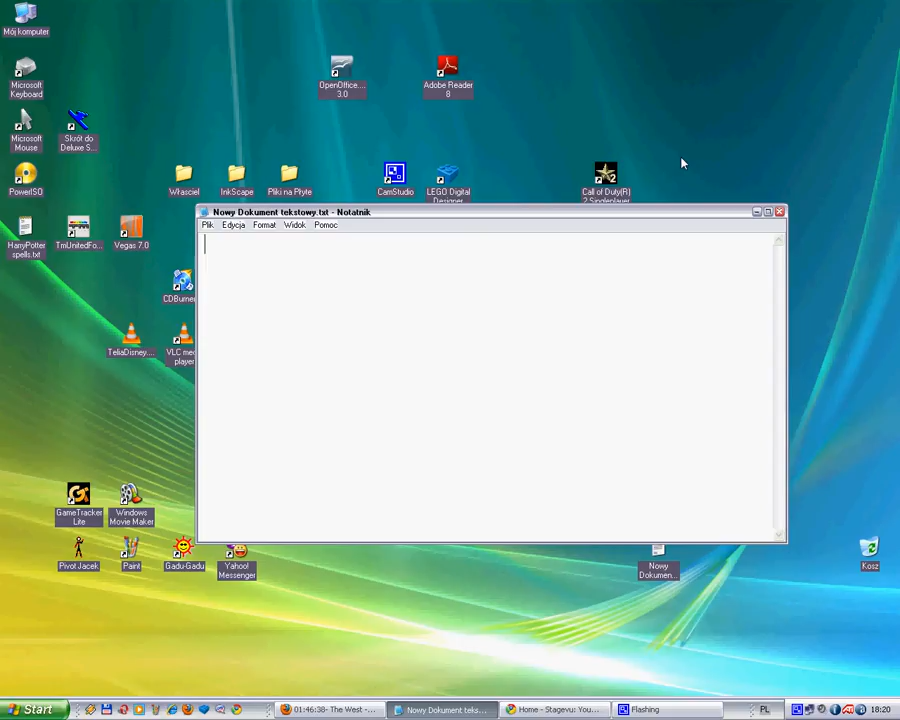 Mój komputer
OpenOffice....
3.0
Adobe Reader
8
Microsoft
Keyboard
Microsoft
Mouse
Skrót do
Deluxe S...
PowerISO
Własciel
InkScape
Pliki na Płyte
CamStudio
LEGO Digital
Designer
Call of Duty(R)
2 Singleplayer
HarryPotter
spells.txt
TmUnitedFo...
Vegas 7.0
Nowy Dokument tekstowy.txt - Notatnik
Plik Edycja Format Widok Pomoc
CDBurner
TeliaDisney....
VLC med
player
GameTracker
Lite
Windows
Movie Maker
Pivot Jacek
Paint
Gadu-Gadu
Yahoo!
Messenger
Nowy
Dokumen...
Kosz
Start
01:46:38- The West -...
Nowy Dokument teks...
Home - Stagevu: You...
Flashing
PL
18:20